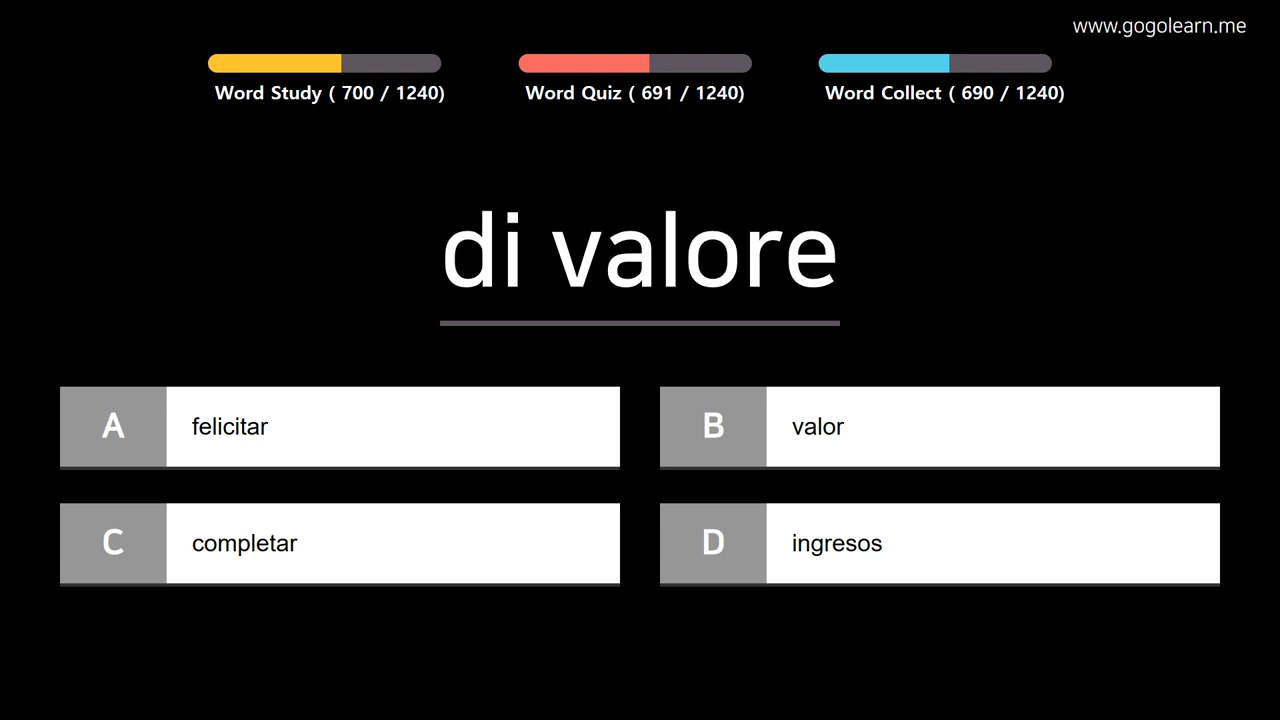 www.gogolearn.me
Word Study ( 700 / 1240)
Word Quiz ( 691 / 1240)
Word Collect ( 690 / 1240)
di valore
A felicitar
B valor
C completar
D ingresos